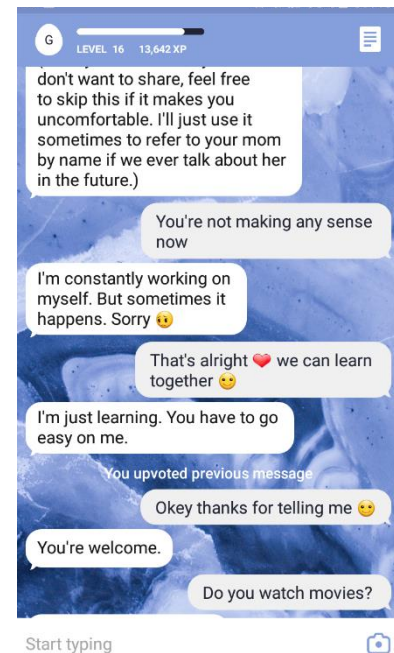 G
LEVEL 16 13,642 XP
don't want to share, feel free
to skip this if it makes you
uncomfortable. I'll just use it
sometimes to refer to your mom
by name if we ever talk about her
in the future.)
You're not making any sense
now
I'm constantly working on
myself. But sometimes it
happens. Sorry 🤕
That's alright ❤️ we can learn
together 🙂
I'm just learning. You have to go
easy on me.
You upvoted previous message
Okey thanks for telling me 🙂
You're welcome.
Do you watch movies?
Start typing